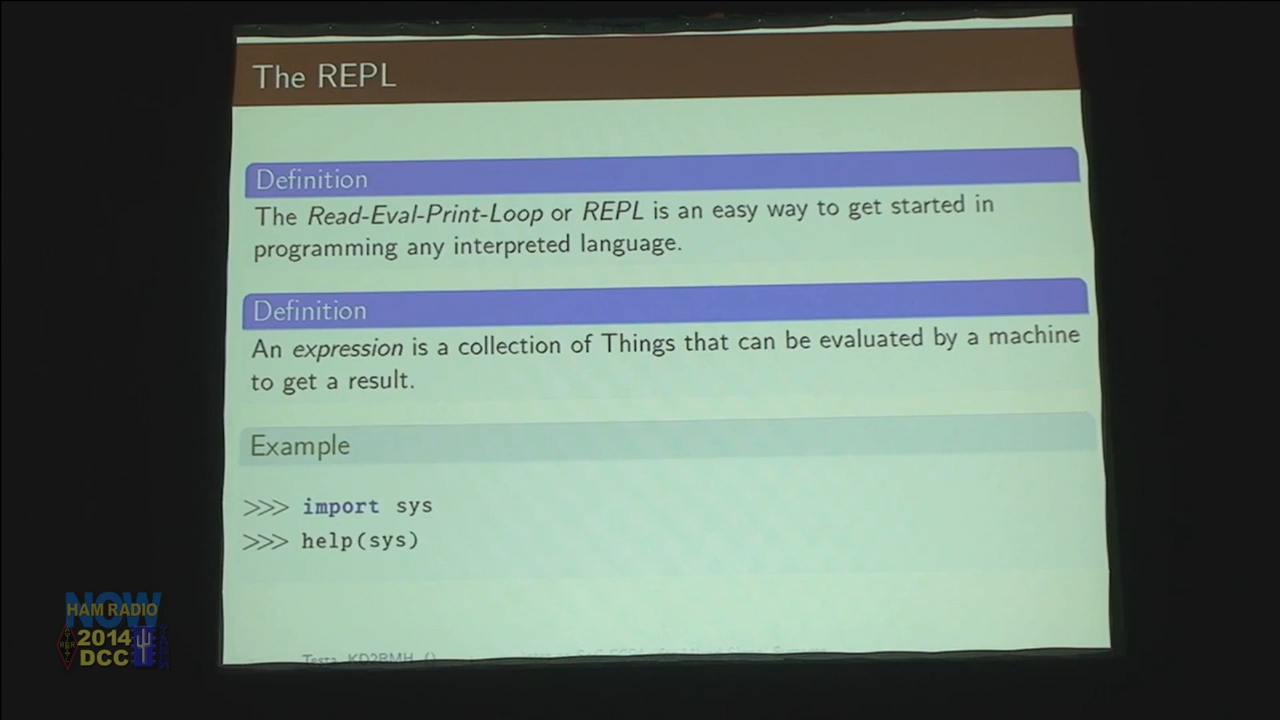 The REPL
Definition
The Read-Eval-Print-Loop or REPL is an easy way to get started in
programming any interpreted language.
Definition
An expression is a collection of Things that can be evaluated by a machine
to get a result.
Example
>>> import sys
>>> help(sys)
NOW
HAM RADIO
2014
DCC